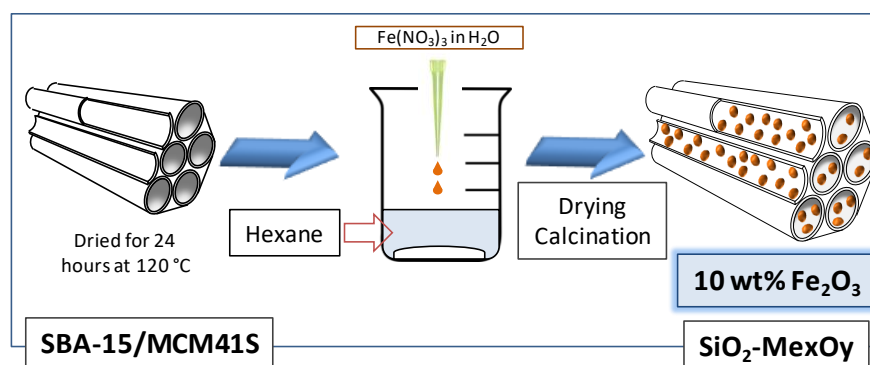 Fe(NO₃)₃ in H₂O
Dried for 24
hours at 120 °C
Hexane
Drying
Calcination
10 wt% Fe₂O₃
SBA-15/MCM41S
SiO₂-MexOy